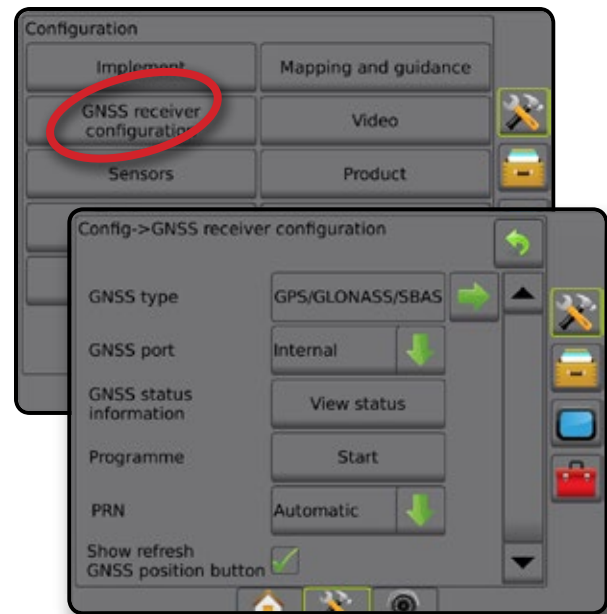 Configuration
Implement
Mapping and guidance
GNSS receiver
configuration
Video
Sensors
Product
Config->GNSS receiver configuration
GNSS type
GPS/GLONASS/SBAS
GNSS port
Internal
GNSS status
information
View status
Programme
Start
PRN
Automatic
Show refresh
GNSS position button